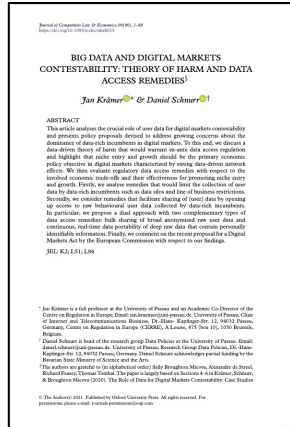 Journal of Competition Law & Economics, 00(00), 1–68
BIG DATA AND DIGITAL MARKETS
CONTESTABILITY: THEORY OF HARM AND DATA
ACCESS REMEDIES§
Jan Krämer * & Daniel Schnurr †
ABSTRACT
This article analyses the crucial role of user data for digital markets contestability
and presents policy proposals devised to address growing concerns about the
dominance of data-rich incumbents in digital markets. To this end, we discuss a
data-driven theory of harm that would warrant ex-ante data access regulation
and highlight that niche entry and growth should be the primary economic
policy objective in digital markets characterized by strong data-driven network
effects. We then evaluate regulatory data access remedies with respect to the
involved economic trade-offs and their effectiveness for promoting niche entry
and growth. Firstly, we analyse remedies that would limit the collection of user
data by data-rich incumbents such as data silos and line of business restrictions.
Secondly, we consider remedies that facilitate sharing of (user) data by opening
up access to raw behavioural user data collected by data-rich incumbents.
In particular, we propose a dual approach with two complementary types of
data access remedies: bulk sharing of broad anonymized raw user data and
continuous, real-time data portability of deep raw data that contain personally
identifiable information. Finally, we comment on the recent proposal for a Digital
Markets Act by the European Commission with respect to our findings.
JEL: K2; L51; L86
* Jan Krämer is a full professor at the University of Passau and an Academic Co-Director of the
Centre on Regulation in Europe, Email: jan.kraemer@uni-passau.de. University of Passau, Chair
of Internet and Telecommunications Business, Dr.-Hans- Kapfinger-Str. 12, 94032 Passau,
Germany, Centre on Regulation in Europe (CERRE), A Louise, 475 (box 10), 1050 Brussels,
Belgium.
† Daniel Schnurr is head of the research group Data Policies at the University of Passau. Email:
daniel.schnurr@uni-passau.de. University of Passau, Research Group Data Policies, Dr.-Hans-
Kapfinger-Str. 12, 94032 Passau, Germany. Daniel Schnurr acknowledges partial funding by the
Bavarian State Ministry of Science and the Arts.
§ The authors are grateful to (in alphabetical order) Sally Broughton Micova, Alexandre de Streel,
Richard Feasey, Thomas Tombal. The paper is largely based on Sections 4–6 in Krämer, Schnurr,
& Broughton Micova (2020). The Role of Data for Digital Markets Contestability: Case Studies
© The Author(s) 2021. Published by Oxford University Press. All rights reserved. For
permissions, please e-mail: journals.permissions@oup.com